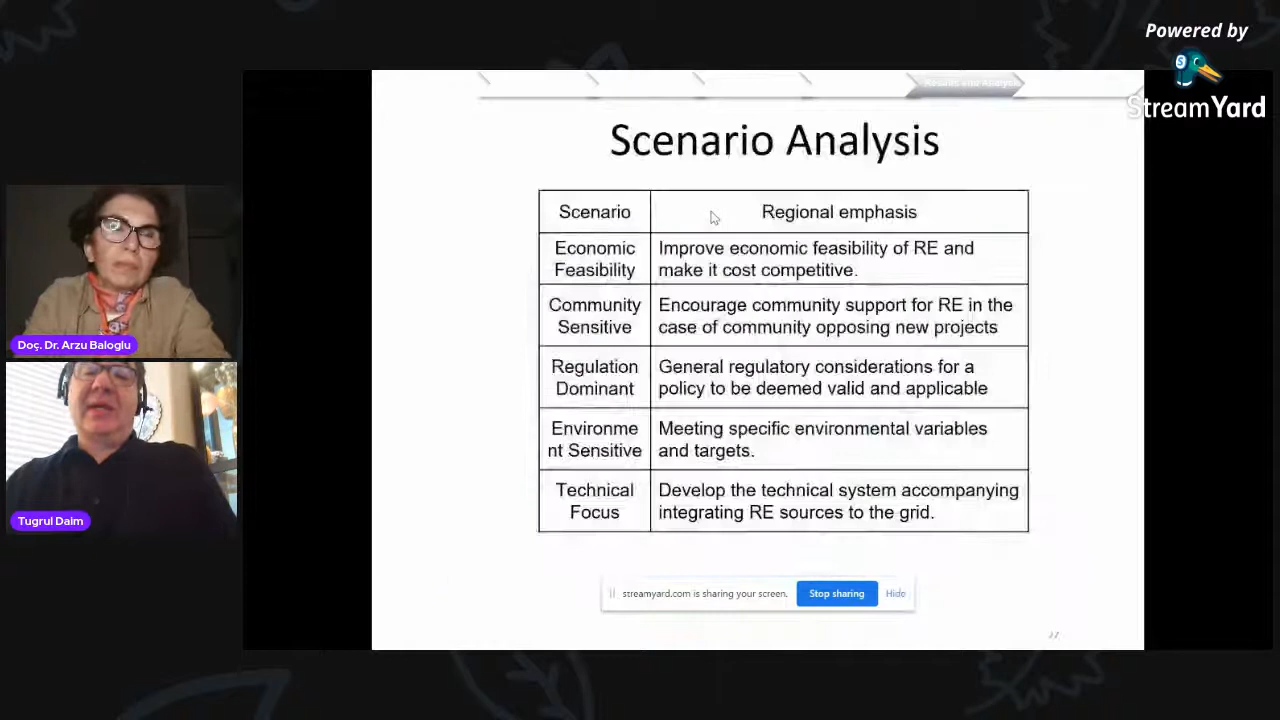 Powered by
StreamYard
Results and Analysis
Scenario Analysis
Scenario
Regional emphasis
Economic
Feasibility
Improve economic feasibility of RE and
make it cost competitive.
Community
Sensitive
Encourage community support for RE in the
case of community opposing new projects
Regulation
Dominant
General regulatory considerations for a
policy to be deemed valid and applicable
Environme
nt Sensitive
Meeting specific environmental variables
and targets.
Technical
Focus
Develop the technical system accompanying
integrating RE sources to the grid.
Doç. Dr. Arzu Baloglu
Tugrul Daim
streamyard.com is sharing your screen.
Stop sharing
Hide